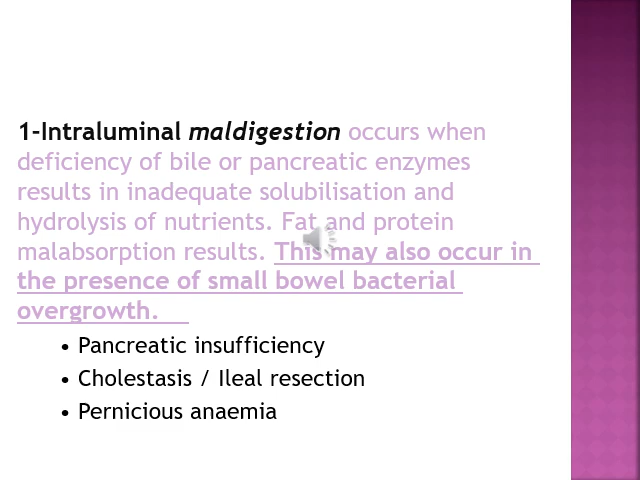 1-Intraluminal maldigestion occurs when
deficiency of bile or pancreatic enzymes
results in inadequate solubilisation and
hydrolysis of nutrients. Fat and protein
malabsorption results. This may also occur in
the presence of small bowel bacterial
overgrowth.
• Pancreatic insufficiency
• Cholestasis / Ileal resection
• Pernicious anaemia